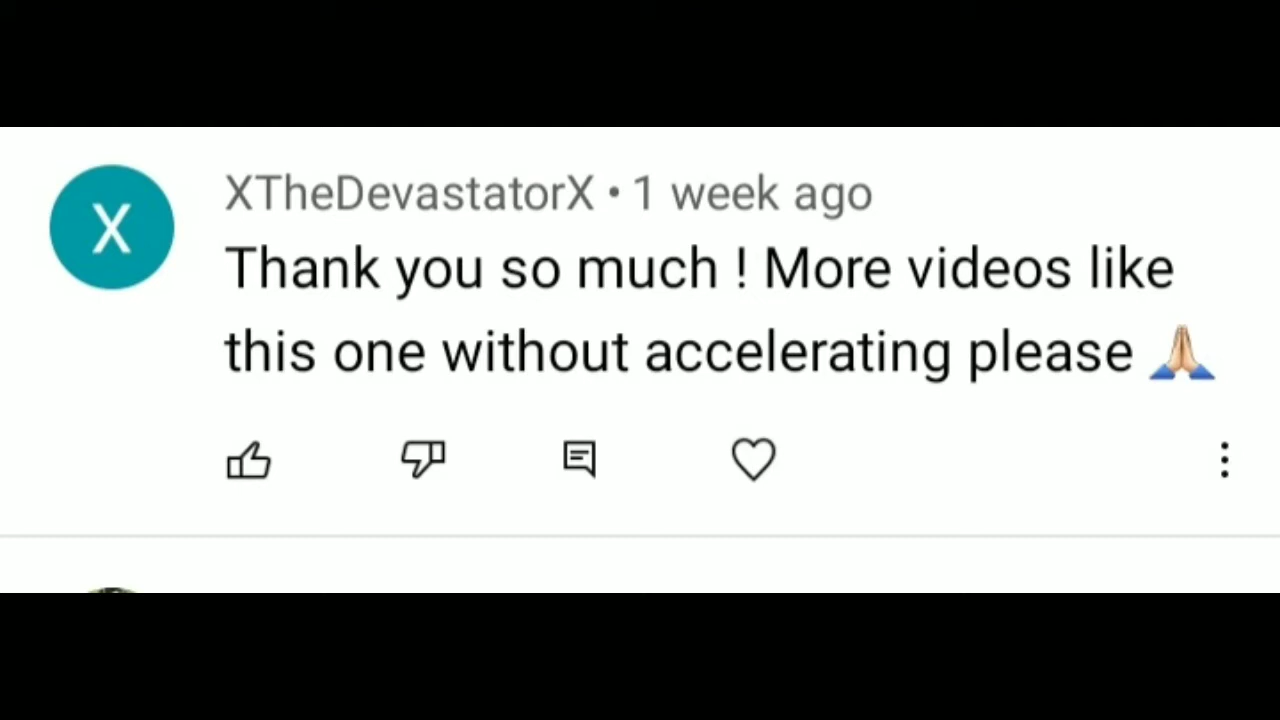 X
XTheDevastatorX • 1 week ago
Thank you so much ! More videos like
this one without accelerating please 🙏🏻